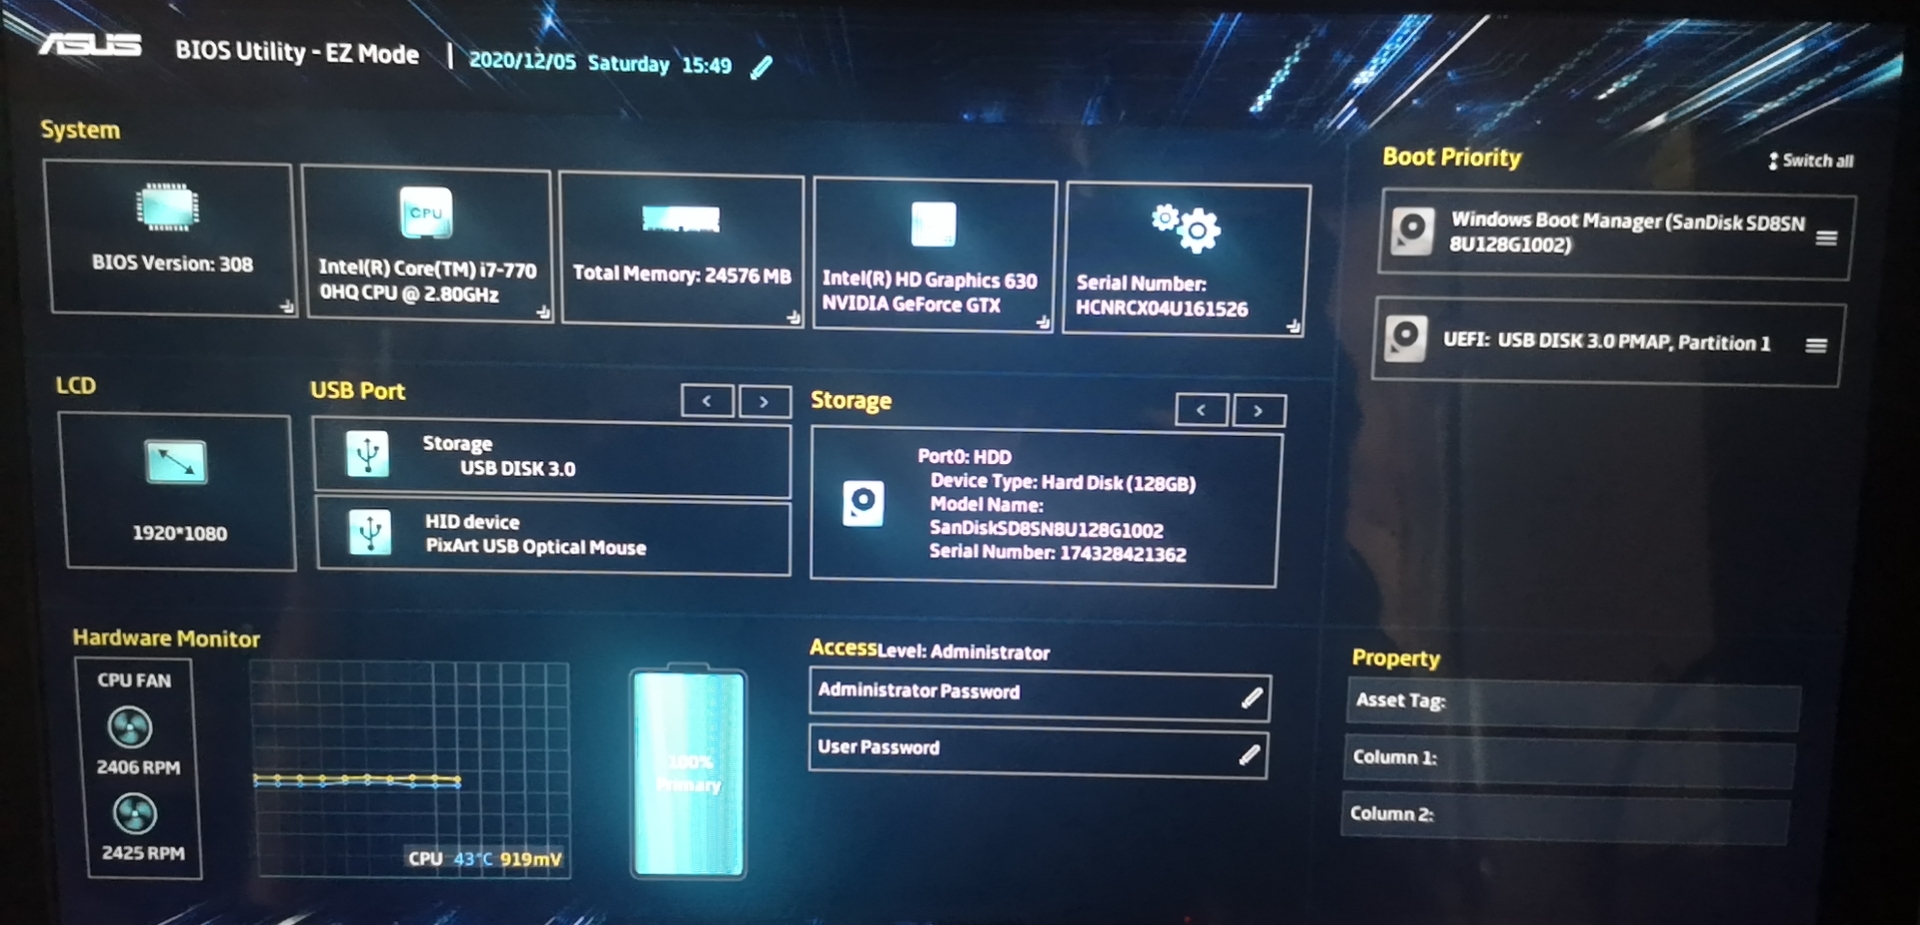 ASUS
BIOS Utility - EZ Mode
2020/12/05 Saturday 15:49
System
BIOS Version: 308
CPU
Intel(R) Core(TM) i7-770
0HQ CPU @ 2.80GHz
Total Memory: 24576 MB
Intel(R) HD Graphics 630
NVIDIA GeForce GTX
Serial Number:
HCNRCX04U161526
Boot Priority
Switch all
Windows Boot Manager (SanDisk SD8SN
8U128G1002)
UEFI: USB DISK 3.0 PMAP, Partition 1
LCD
1920*1080
USB Port
< >
Storage
USB DISK 3.0
HID device
PixArt USB Optical Mouse
Storage
< >
Port0: HDD
Device Type: Hard Disk (128GB)
Model Name:
SanDiskSD8SN8U128G1002
Serial Number: 174328421362
Hardware Monitor
CPU FAN
2406 RPM
2425 RPM
CPU 43°C 919mV
100%
Primary
AccessLevel: Administrator
Administrator Password
User Password
Property
Asset Tag:
Column 1:
Column 2: